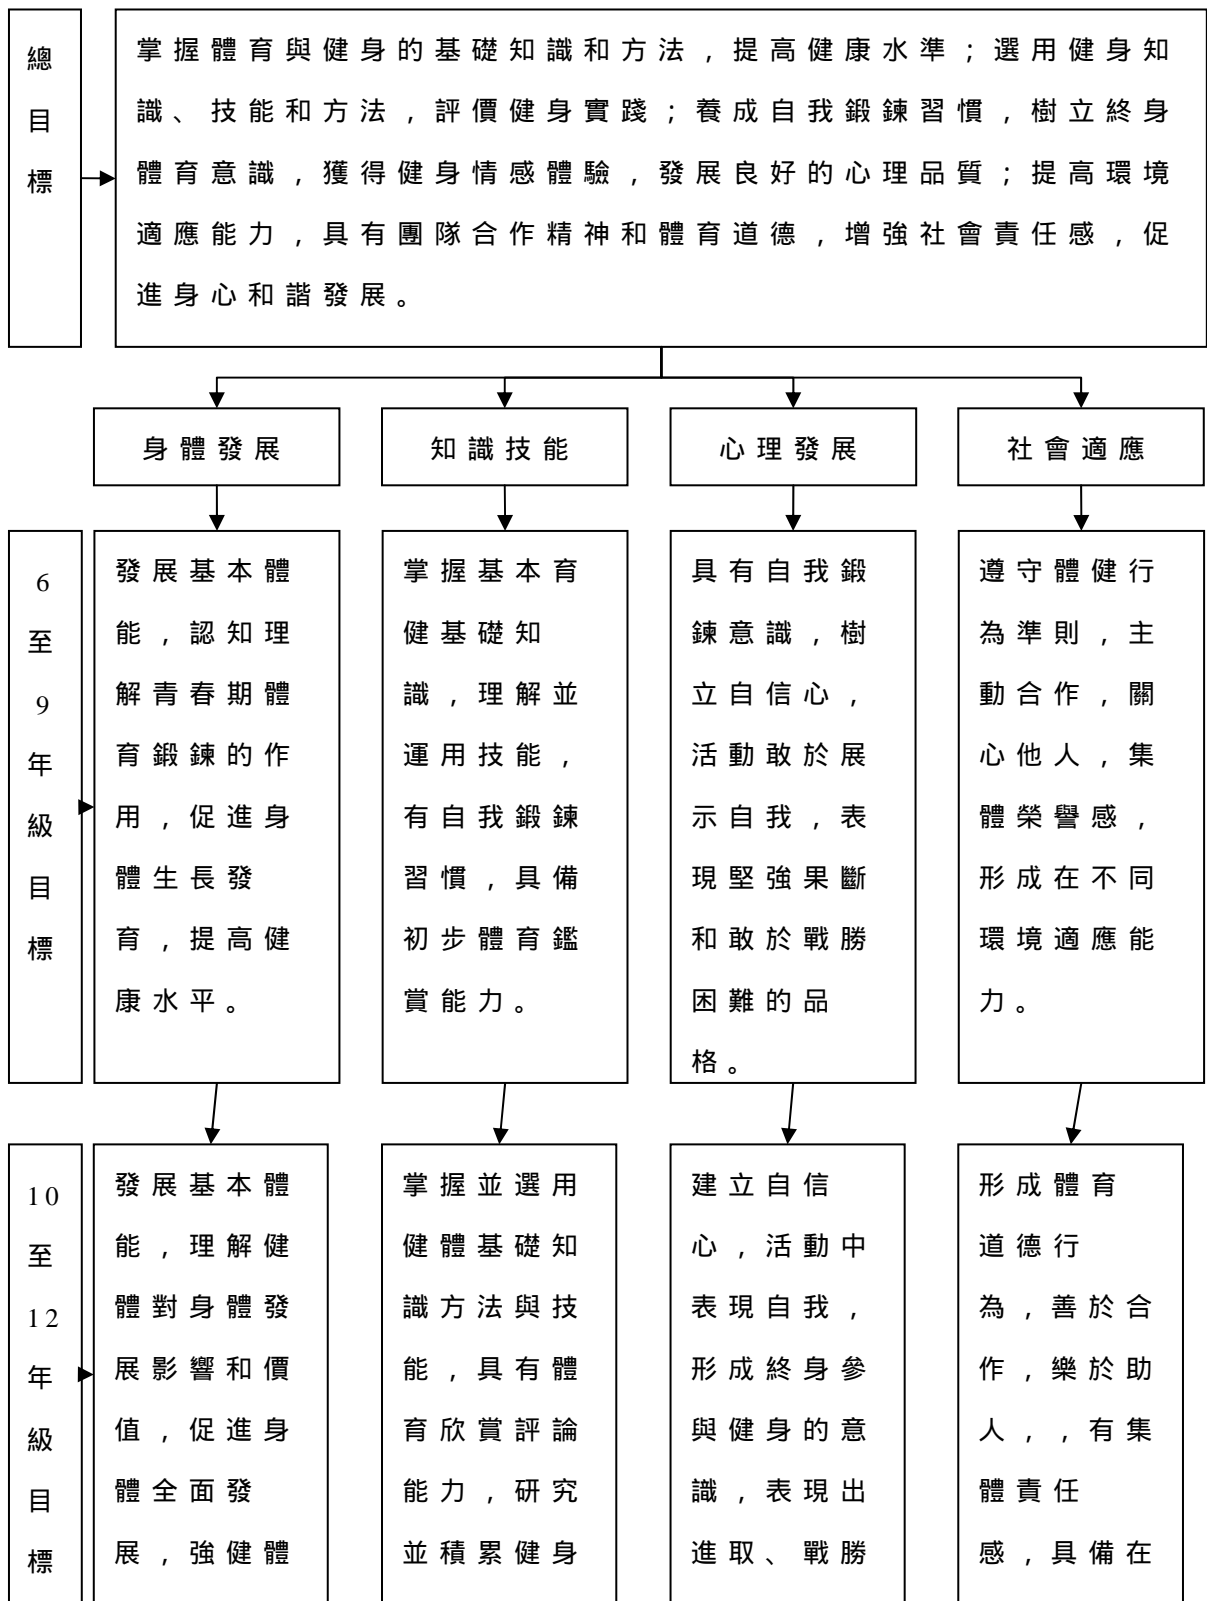 總
目
標
掌握體育與健身的基礎知識和方法，提高健康水準；選用健身知
識、技能和方法，評價健身實踐；養成自我鍛鍊習慣，樹立終身
體育意識，獲得健身情感體驗，發展良好的心理品質；提高環境
適應能力，具有團隊合作精神和體育道德，增強社會責任感，促
進身心和諧發展。
身體發展
知識技能
心理發展
社會適應
6
至
9
年
級
目
標
發展基本體
能，認知理
解青春期體
育鍛鍊的作
用，促進身
體生長發
育，提高健
康水平。
掌握基本育
健基礎知
識，理解並
運用技能，
有自我鍛鍊
習慣，具備
初步體育鑑
賞能力。
具有自我鍛
鍊意識，樹
立自信心，
活動敢於展
示自我，表
現堅強果斷
和敢於戰勝
困難的品
格。
遵守體健行
為準則，主
動合作，關
心他人，集
體榮譽感，
形成在不同
環境適應能
力。
10
至
12
年
級
目
標
發展基本體
能，理解健
體對身體發
展影響和價
值，促進身
體全面發
展，強健體
掌握並選用
健體基礎知
識方法與技
能，具有體
育欣賞評論
能力，研究
並積累健身
建立自信
心，活動中
表現自我，
形成終身參
與健身的意
識，表現出
進取、戰勝
形成體育
道德行
為，善於合
作，樂於助
人，，有集
體責任
感，具備在